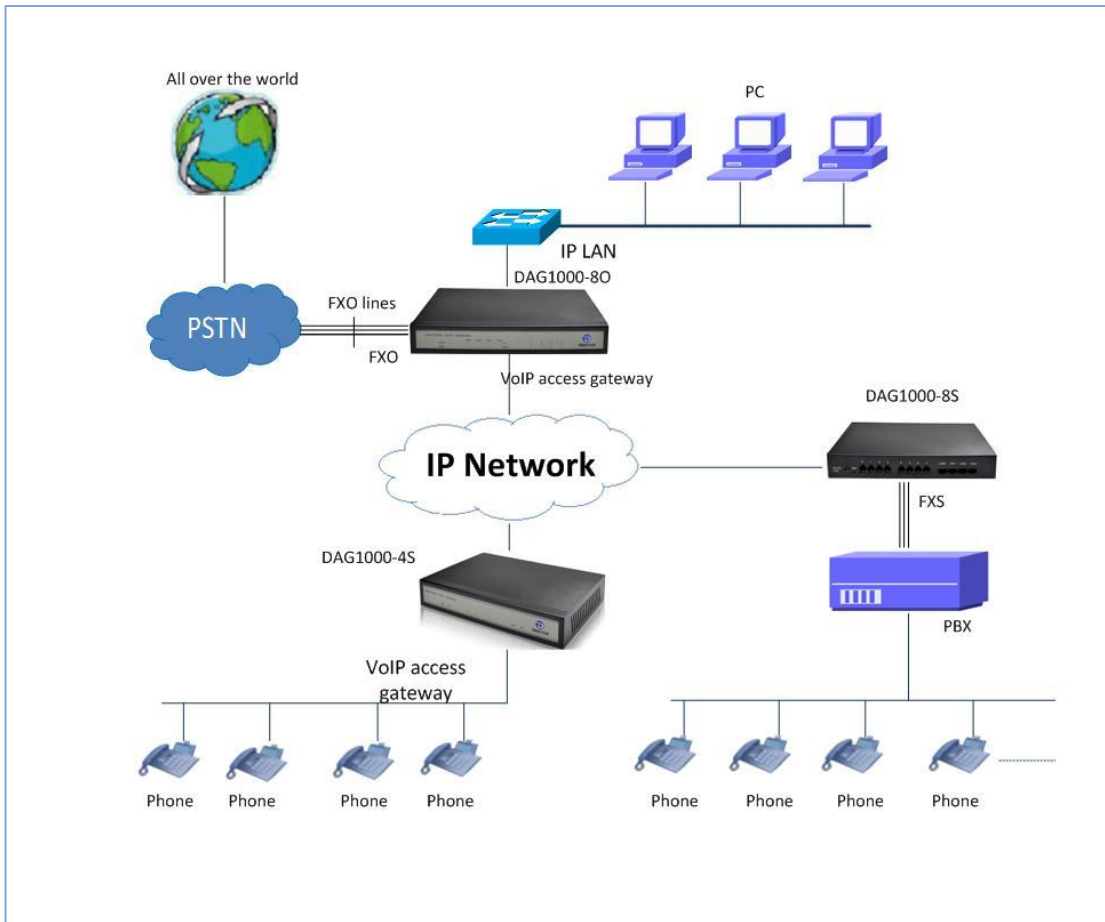 All over the world
PC
IP LAN
DAG1000-8O
FXO lines
PSTN
FXO
VoIP access gateway
DAG1000-8S
IP Network
FXS
DAG1000-4S
PBX
VoIP access
gateway
Phone
Phone
Phone
Phone
Phone
Phone
Phone
Phone